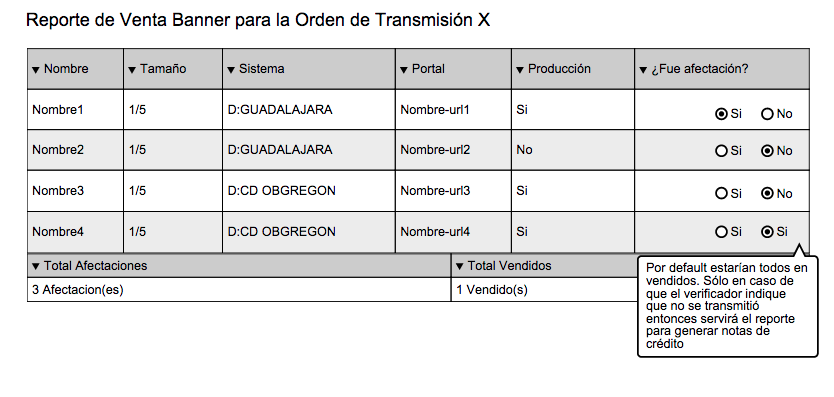 Reporte de Venta Banner para la Orden de Transmisión X
▼ Nombre ▼ Tamaño ▼ Sistema ▼ Portal ▼ Producción ▼ ¿Fue afectación?
Nombre1 1/5 D:GUADALAJARA Nombre-url1 Si Si No
Nombre2 1/5 D:GUADALAJARA Nombre-url2 No Si No
Nombre3 1/5 D:CD OBGREGON Nombre-url3 Si Si No
Nombre4 1/5 D:CD OBGREGON Nombre-url4 Si Si Si
▼ Total Afectaciones ▼ Total Vendidos
3 Afectacion(es) 1 Vendido(s)
Por default estarían todos en
vendidos. Sólo en caso de
que el verificador indique
que no se transmitió
entonces servirá el reporte
para generar notas de
crédito